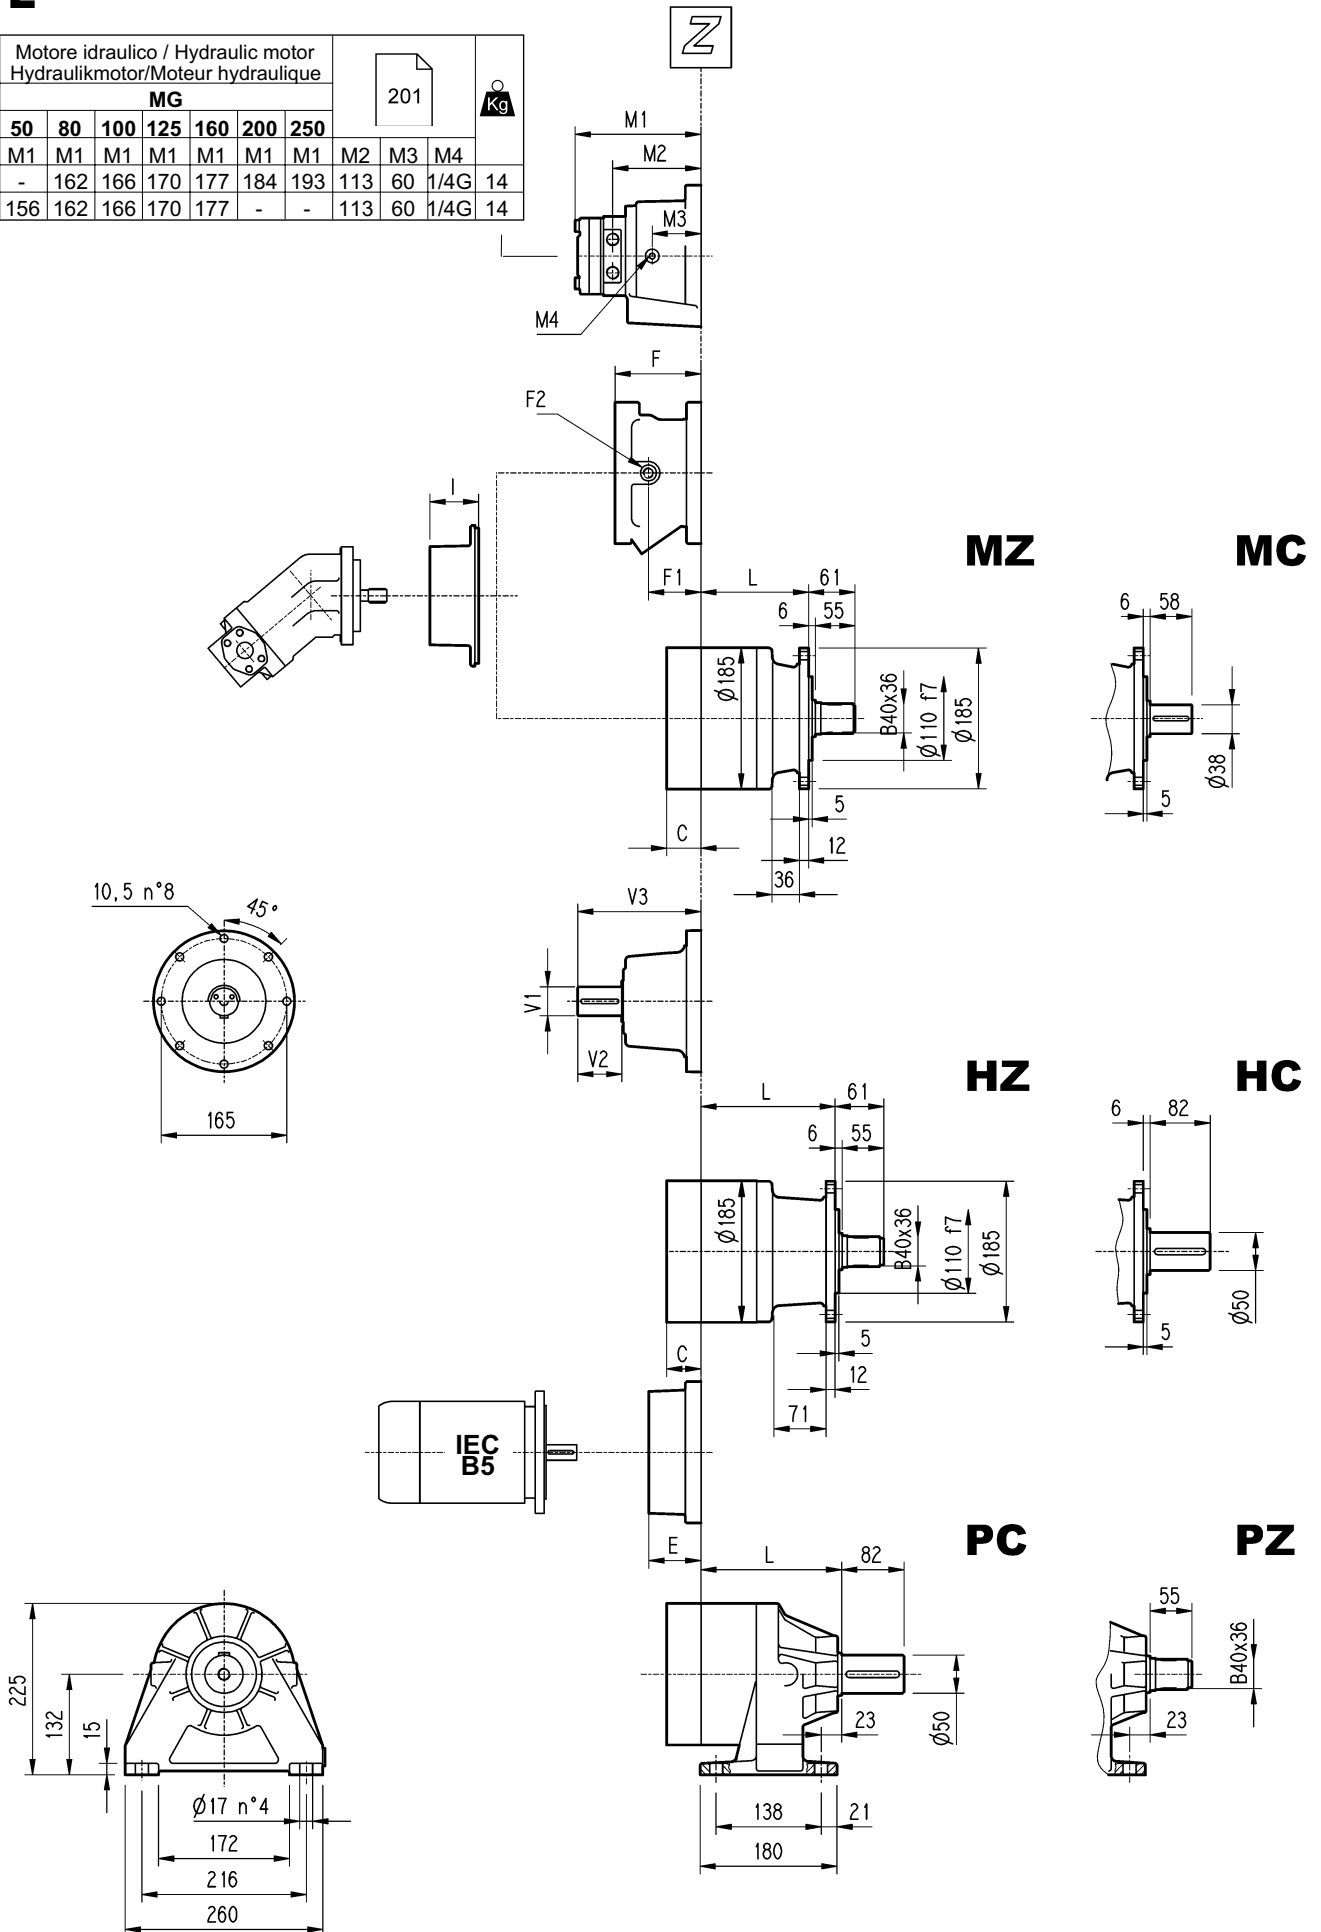 Z
Motore idraulico / Hydraulic motor
Hydraulikmotor/Moteur hydraulique
201
Kg
MG
50 80 100 125 160 200 250
M1 M1 M1 M1 M1 M1 M1 M2 M3 M4
- 162 166 170 177 184 193 113 60 1/4G 14
156 162 166 170 177 - - 113 60 1/4G 14
M1
M2
M3
M4
F
F2
I
MZ
MC
F1
L
61
6
55
6
58
Ø185
B40x36
Ø110 f7
Ø185
Ø38
5
5
C
12
36
10,5 n°8
45°
V3
V1
V2
165
HZ
HC
L
61
6
82
6
55
Ø185
B40x36
Ø110 f7
Ø185
Ø50
5
5
C
12
71
IEC
B5
E
PC
PZ
L
82
55
225
132
15
B40x36
23
Ø50
23
Ø17 n°4
138
21
172
180
216
260